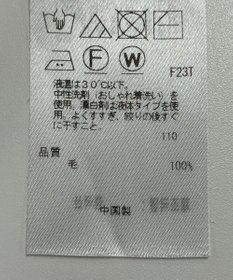 F W
F23T
液温は30℃以下。
中性洗剤（おしゃれ着洗い）を
使用。漂白剤は液体タイプを使
用。よくすすぎ、絞りの後すぐ
に干すこと。
110
品質
毛 100%
中国製